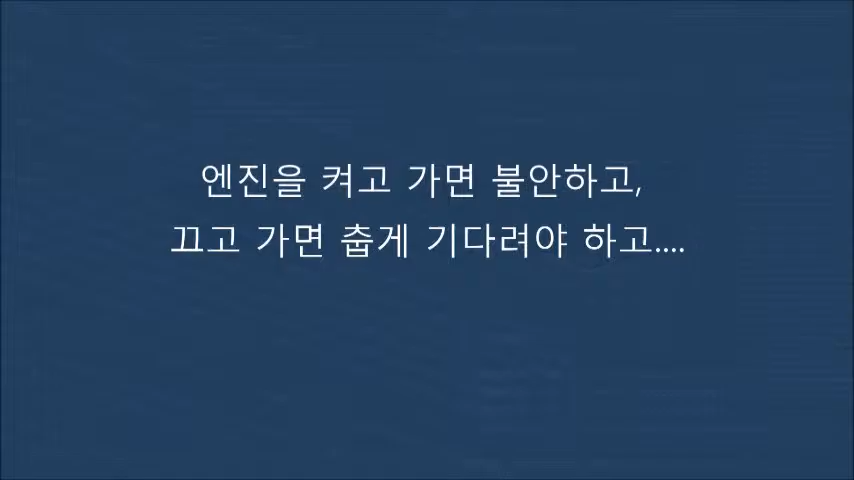 엔진을 켜고 가면 불안하고,
끄고 가면 춥게 기다려야 하고....